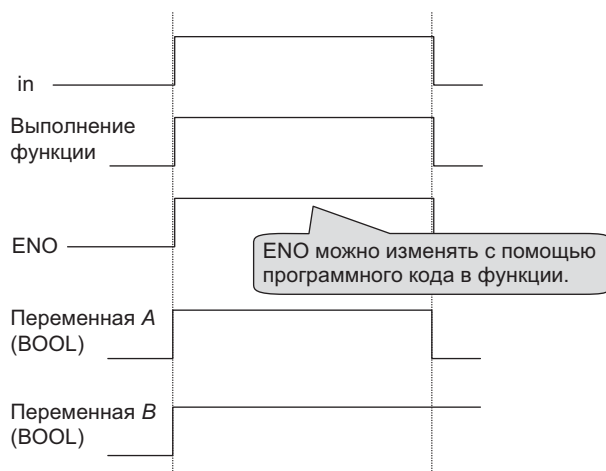 in
Выполнение
функции
ENO
ENO можно изменять с помощью
программного кода в функции.
Переменная A
(BOOL)
Переменная B
(BOOL)